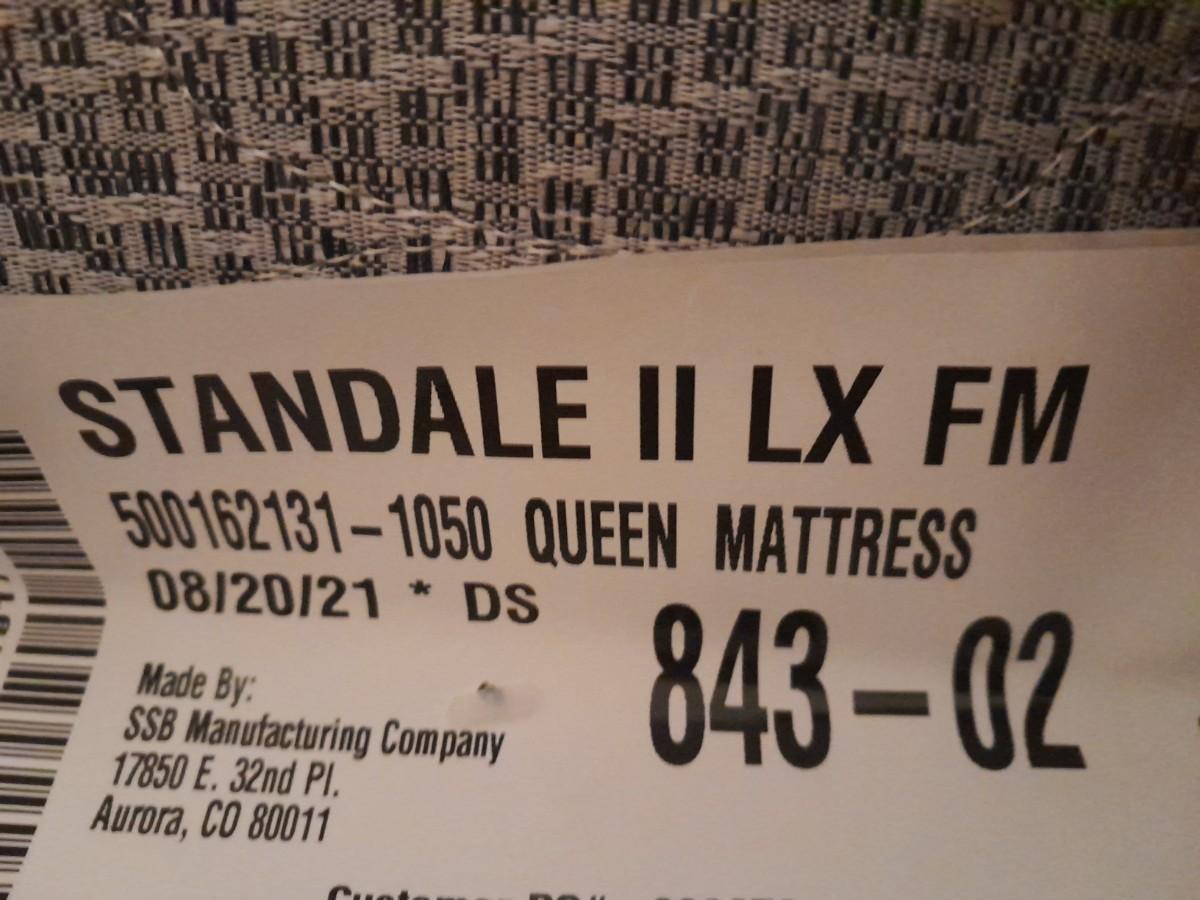 STANDALE II LX FM
500162131-1050 QUEEN MATTRESS
08/20/21 * DS
843-02
Made By:
SSB Manufacturing Company
17850 E. 32nd Pl.
Aurora, CO 80011
Customer